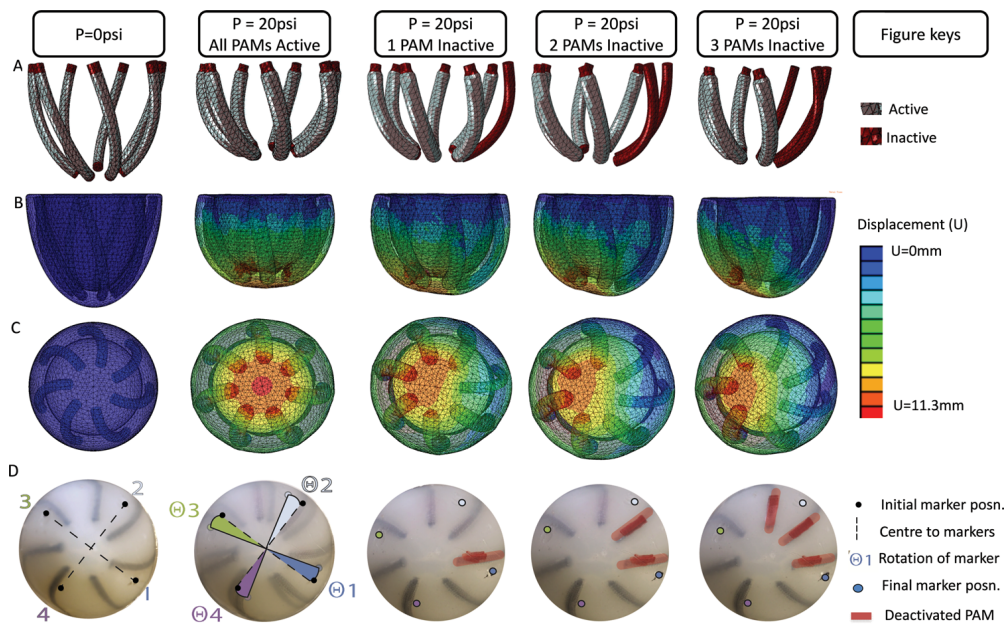 P=0psi
P = 20psi
All PAMs Active
P = 20psi
1 PAM Inactive
P = 20psi
2 PAMs Inactive
P = 20psi
3 PAMs Inactive
Figure keys
A
Active
Inactive
B
Displacement (U)
U=0mm
U=11.3mm
C
D
3
2
4
1
Θ3
Θ2
Θ4
Θ1
Initial marker posn.
Centre to markers
Θ1 Rotation of marker
Final marker posn.
Deactivated PAM